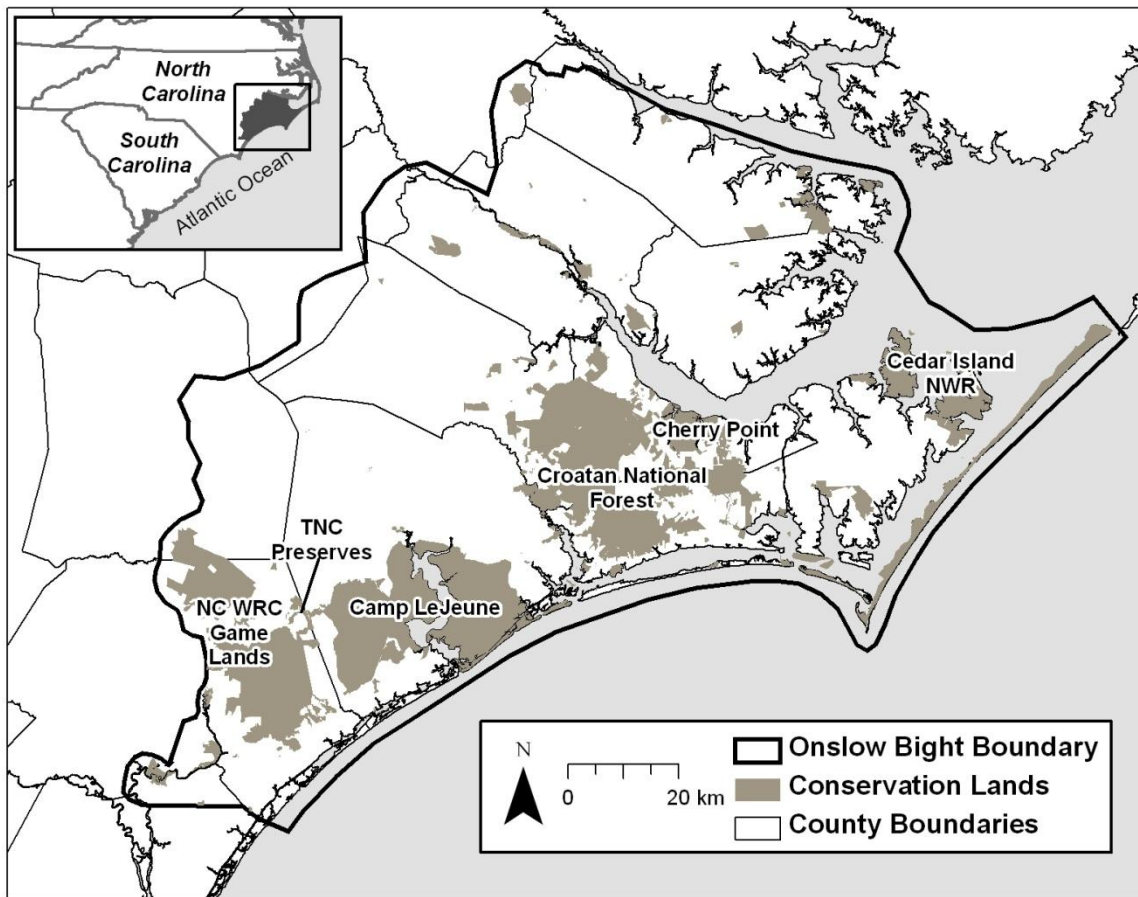 North
Carolina
South
Carolina
Atlantic Ocean
Cedar Island
NWR
Cherry Point
Croatan National
Forest
TNC
Preserves
NC WRC
Game
Lands
Camp LeJeune
N
0 20 km
Onslow Bight Boundary
Conservation Lands
County Boundaries